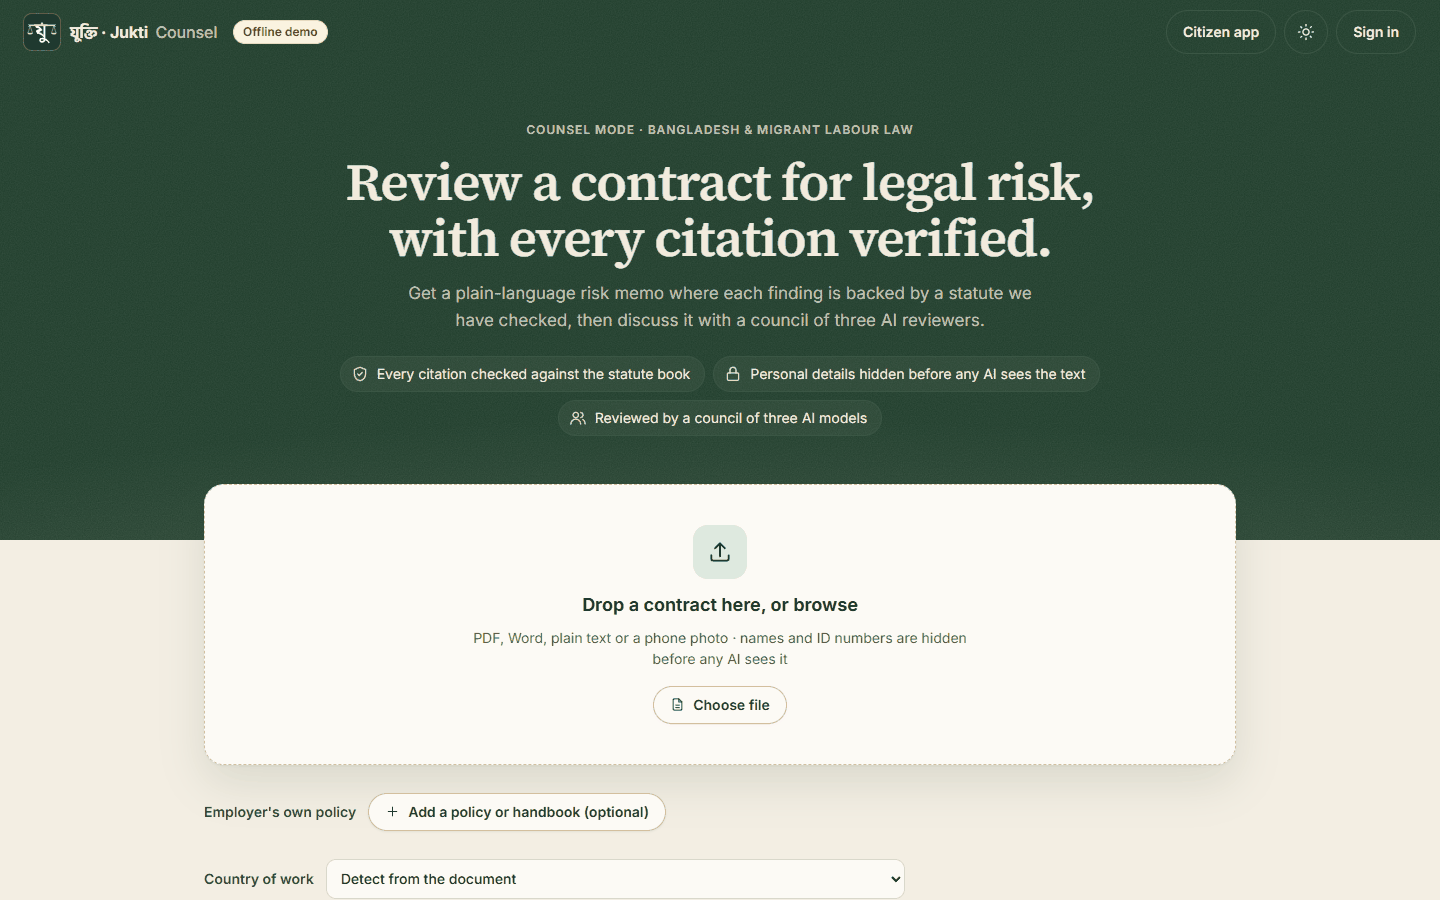 যু
যুক্তি · Jukti Counsel
Offline demo
Citizen app
Sign in
COUNSEL MODE · BANGLADESH & MIGRANT LABOUR LAW
Review a contract for legal risk,
with every citation verified.
Get a plain-language risk memo where each finding is backed by a statute we
have checked, then discuss it with a council of three AI reviewers.
Every citation checked against the statute book
Personal details hidden before any AI sees the text
Reviewed by a council of three AI models
Drop a contract here, or browse
PDF, Word, plain text or a phone photo · names and ID numbers are hidden
before any AI sees it
Choose file
Employer's own policy
Add a policy or handbook (optional)
Country of work
Detect from the document